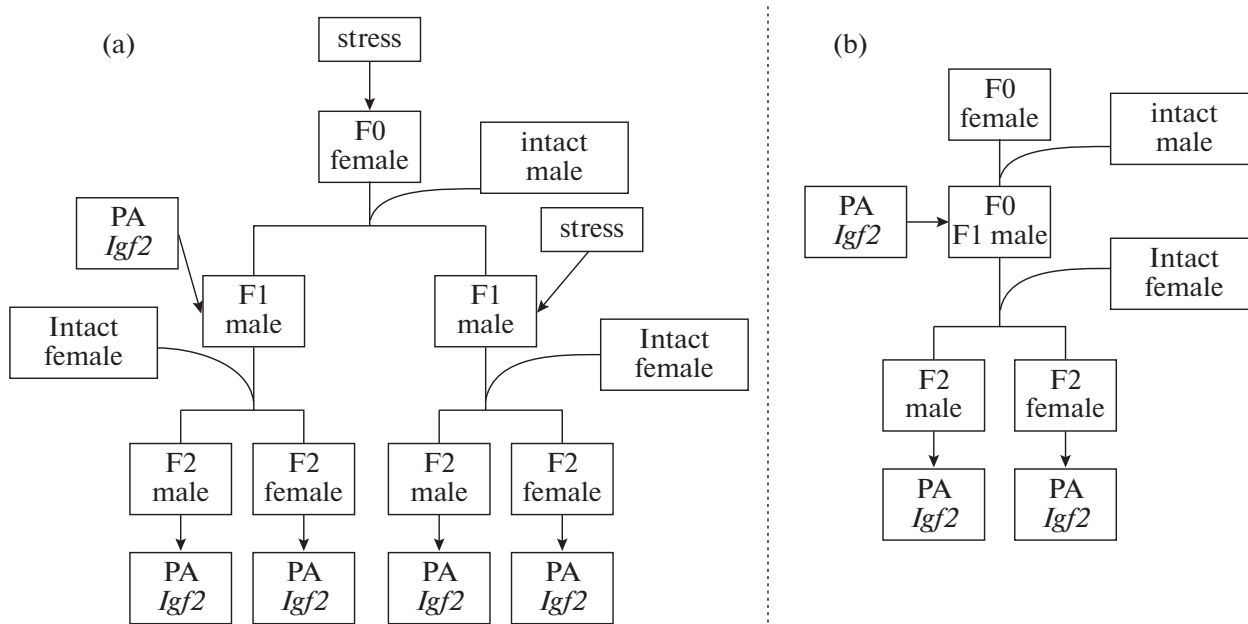 (a)
stress
F0
female
intact
male
PA
Igf2
stress
F1
male
F1
male
Intact
female
Intact
female
F2
male
F2
female
F2
male
F2
female
PA
Igf2
PA
Igf2
PA
Igf2
PA
Igf2
(b)
F0
female
intact
male
PA
Igf2
F0
F1 male
Intact
female
F2
male
F2
female
PA
Igf2
PA
Igf2